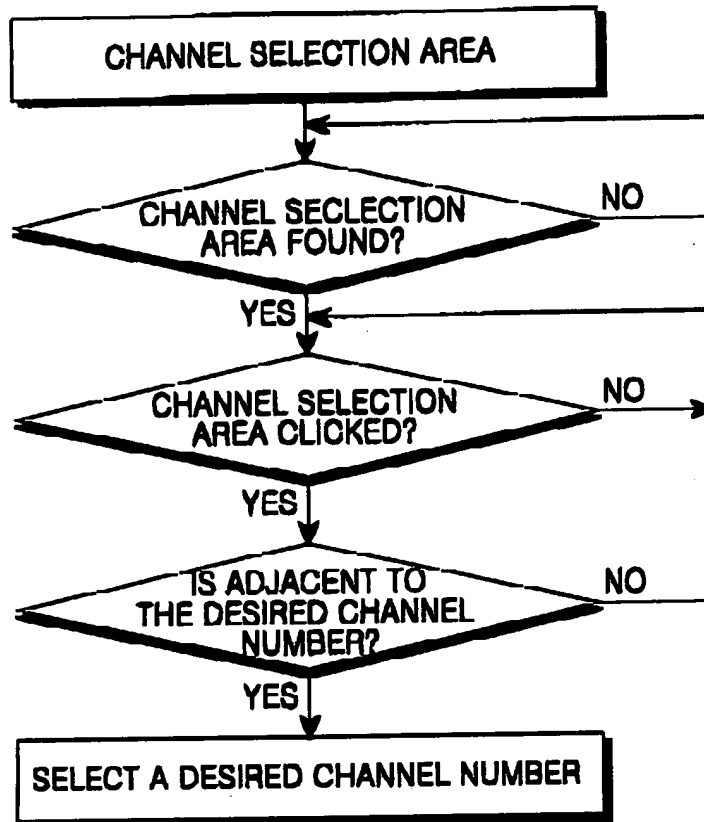 CHANNEL SELECTION AREA
CHANNEL SECLECTION
AREA FOUND?
NO
YES
CHANNEL SELECTION
AREA CLICKED?
NO
YES
IS ADJACENT TO
THE DESIRED CHANNEL
NUMBER?
NO
YES
SELECT A DESIRED CHANNEL NUMBER